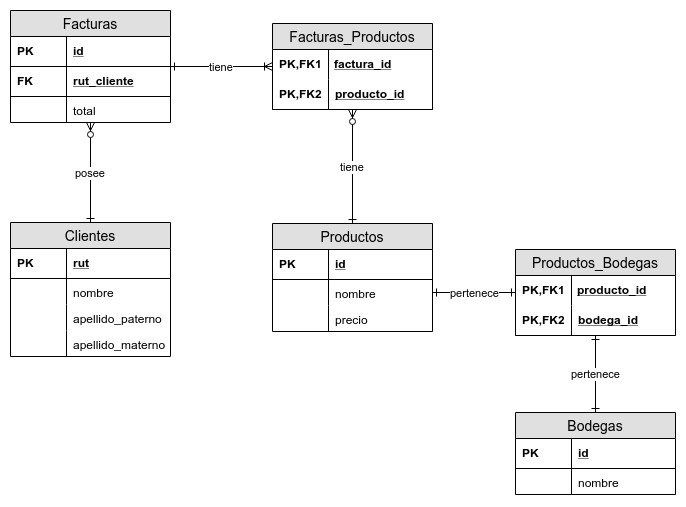 Facturas
PK id
FK rut_cliente
total
tiene
Facturas_Productos
PK,FK1 factura_id
PK,FK2 producto_id
posee
tiene
Clientes
PK rut
nombre
apellido_paterno
apellido_materno
Productos
PK id
nombre
precio
pertenece
Productos_Bodegas
PK,FK1 producto_id
PK,FK2 bodega_id
pertenece
Bodegas
PK id
nombre